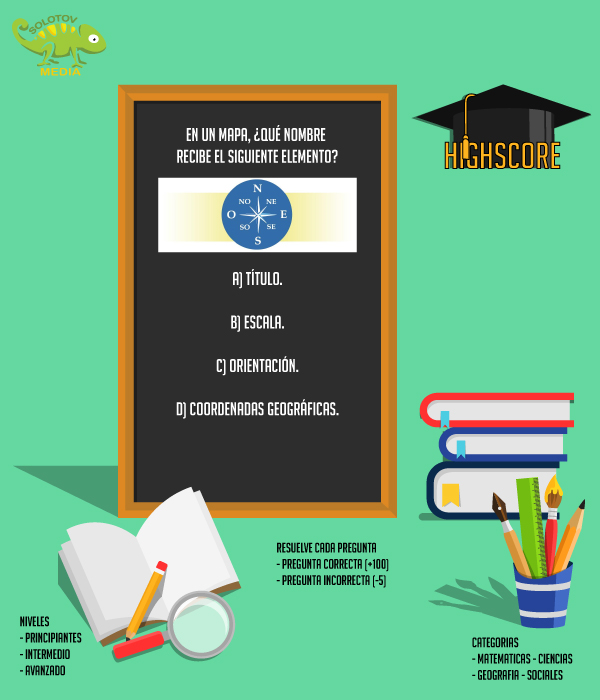 SOLOTOV
MEDIA
EN UN MAPA, ¿QUÉ NOMBRE
RECIBE EL SIGUIENTE ELEMENTO?
N
NO NE
O E
SO SE
S
A) TÍTULO.
B) ESCALA.
C) ORIENTACIÓN.
D) COORDENADAS GEOGRÁFICAS.
HIGHSCORE
RESUELVE CADA PREGUNTA
- PREGUNTA CORRECTA (+100)
- PREGUNTA INCORRECTA (-5)
NIVELES
- PRINCIPIANTES
- INTERMEDIO
- AVANZADO
CATEGORIAS
- MATEMATICAS - CIENCIAS
- GEOGRAFIA - SOCIALES